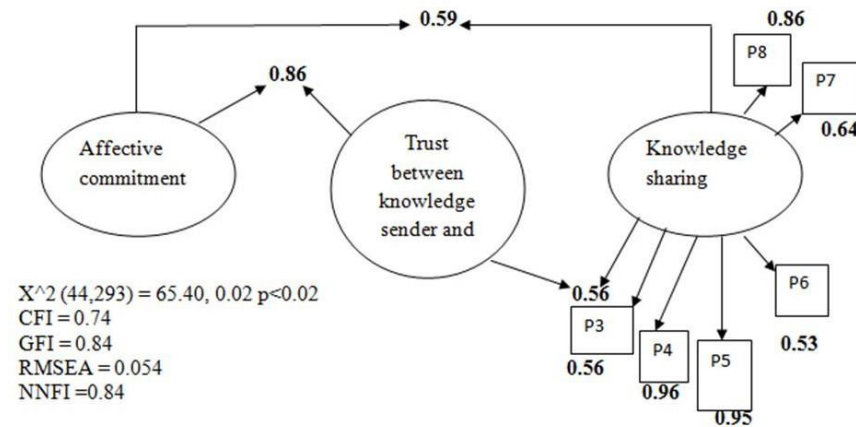 0.59
0.86
P8
0.86
P7
0.64
Affective
commitment
Trust
between
knowledge
sender and
Knowledge
sharing
X^2 (44,293) = 65.40, 0.02 p<0.02
CFI = 0.74
GFI = 0.84
RMSEA = 0.054
NNFI =0.84
0.56
P3
0.56
P4
0.96
P5
0.95
P6
0.53